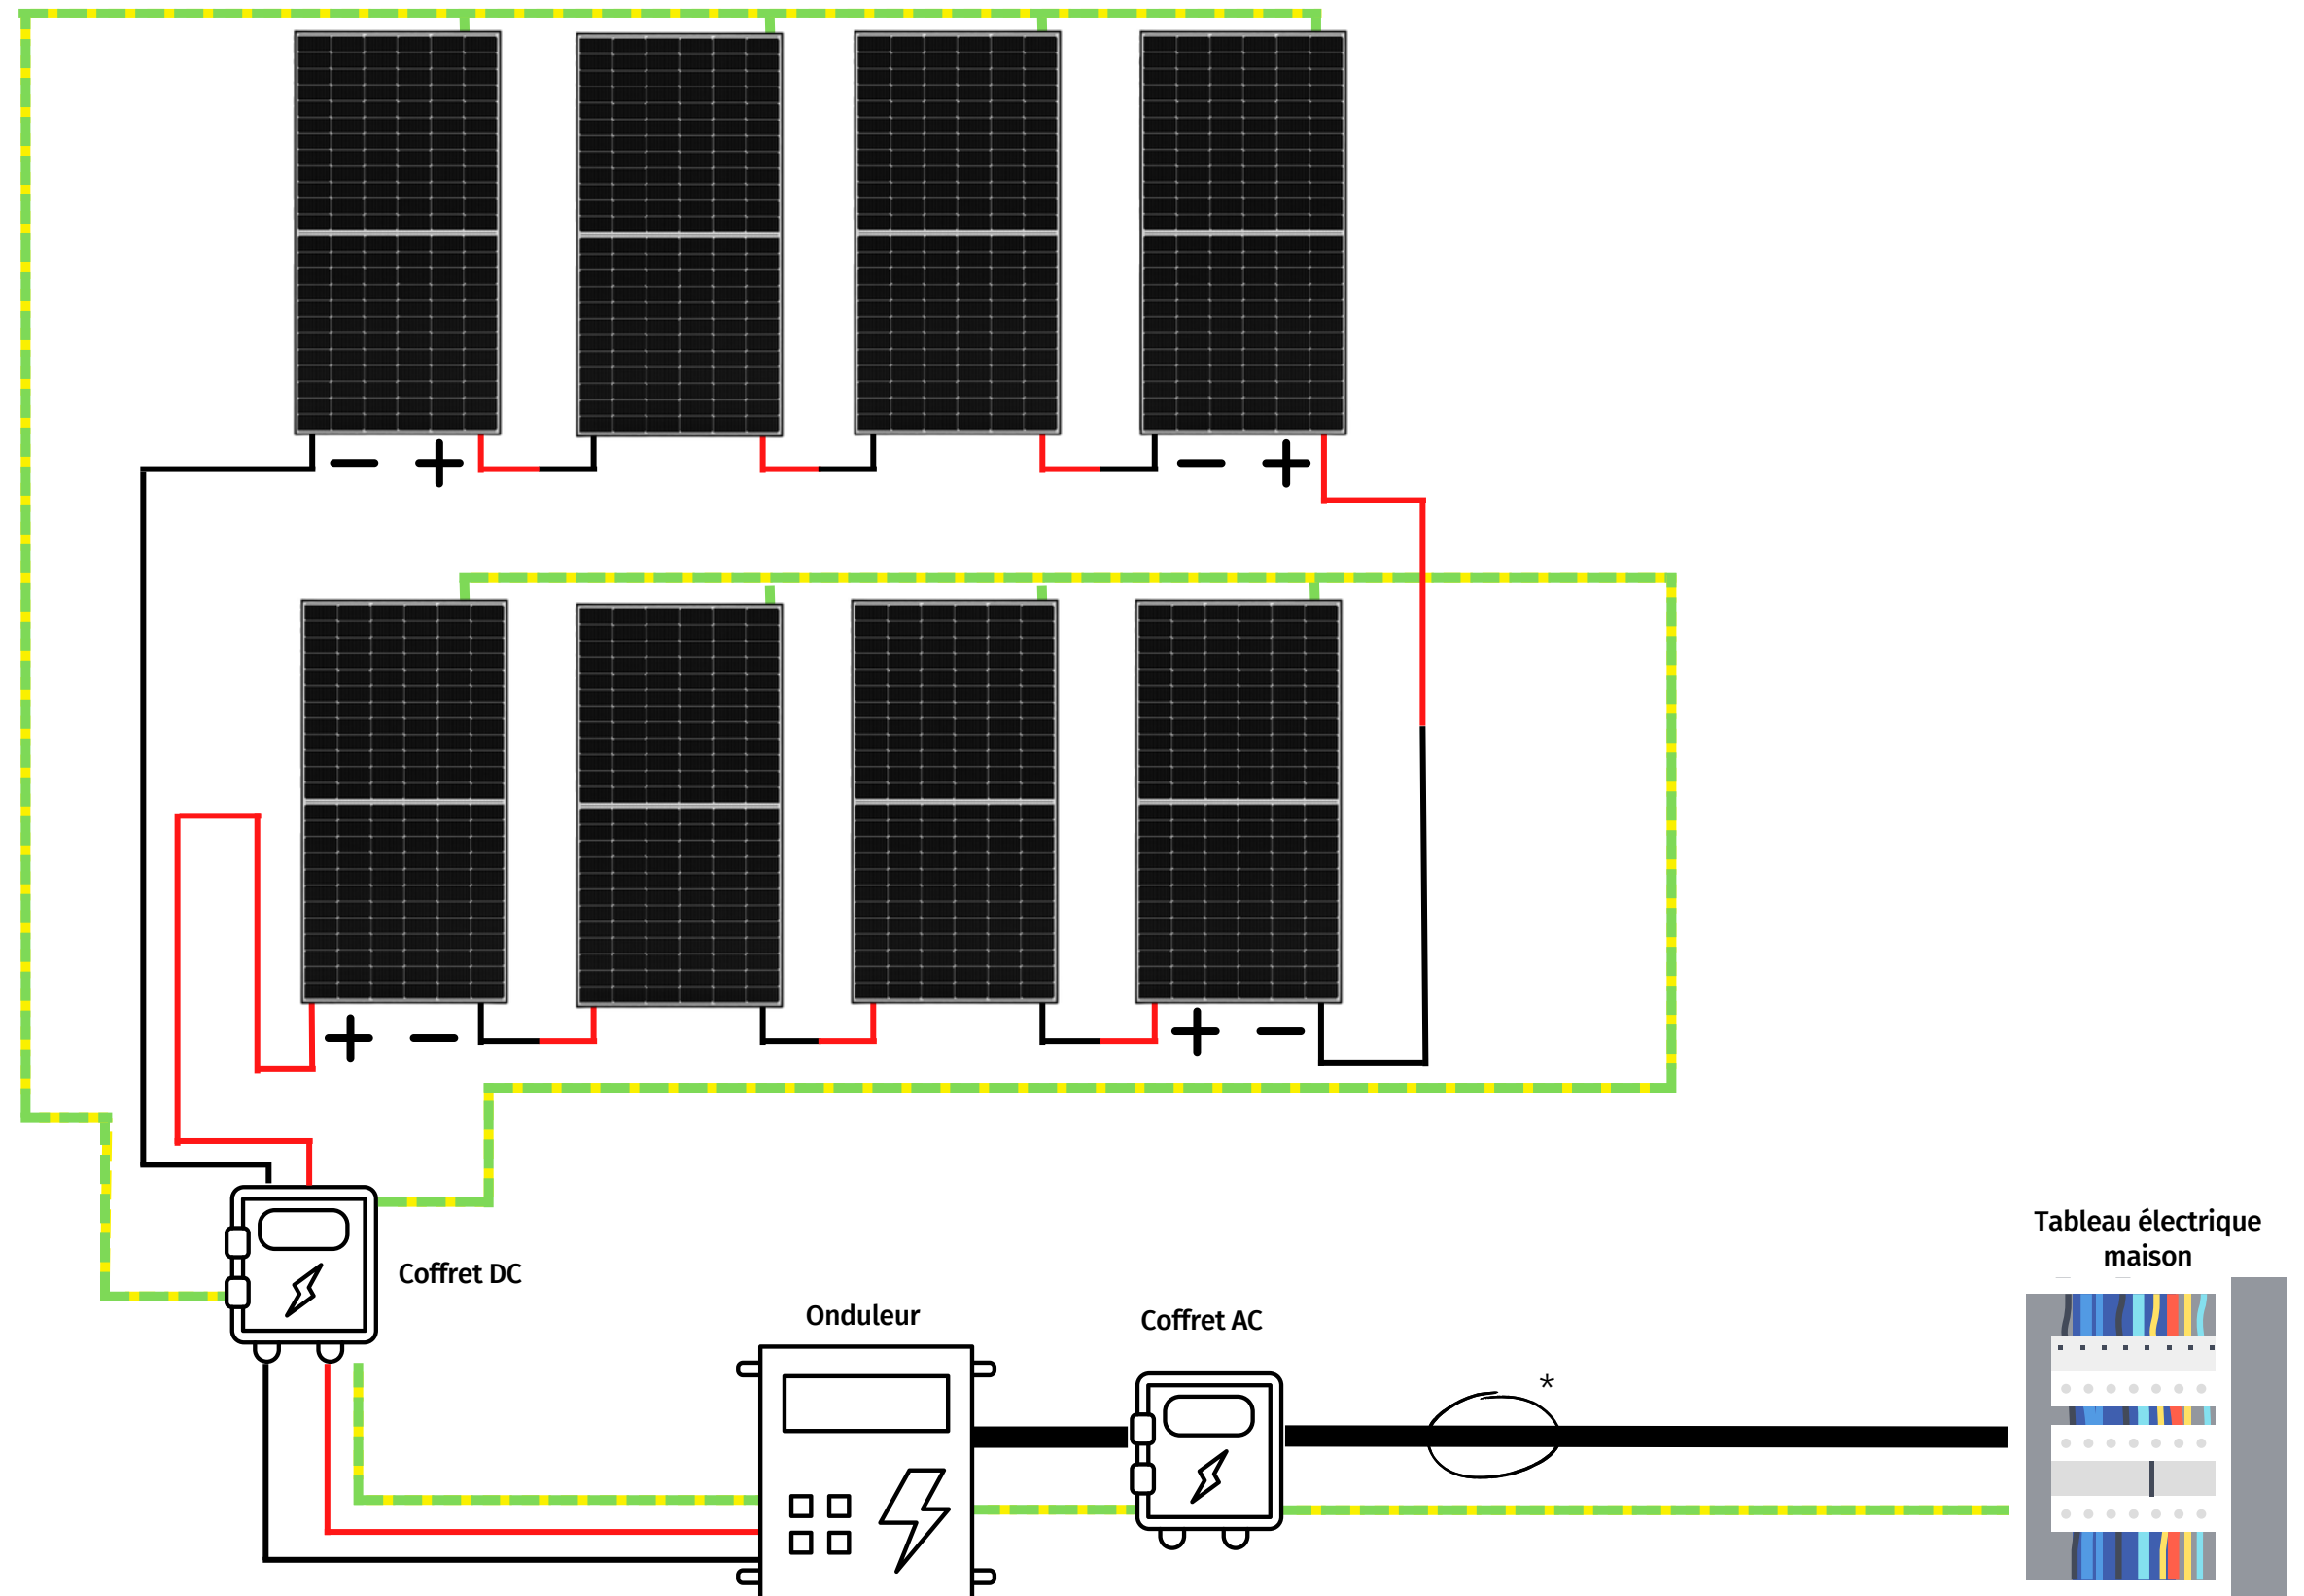 − +
− +
+ −
+ −
Coffret DC
Onduleur
Coffret AC
*
Tableau électrique
maison